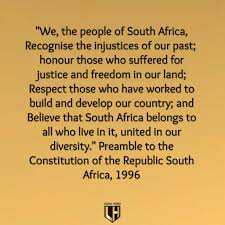 "We, the people of South Africa,
Recognise the injustices of our past;
honour those who suffered for
justice and freedom in our land;
Respect those who have worked to
build and develop our country; and
Believe that South Africa belongs to
all who live in it, united in our
diversity." Preamble to the
Constitution of the Republic South
Africa, 1996